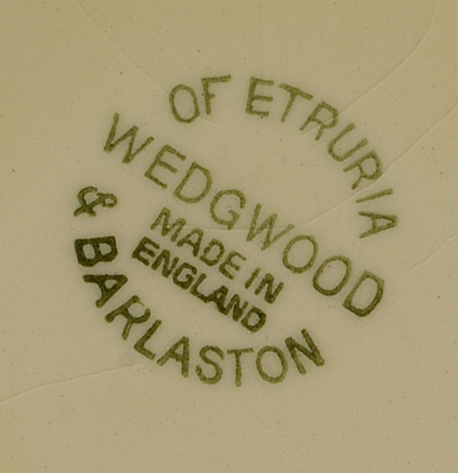 OF ETRURIA
WEDGWOOD
MADE IN
ENGLAND
& BARLASTON